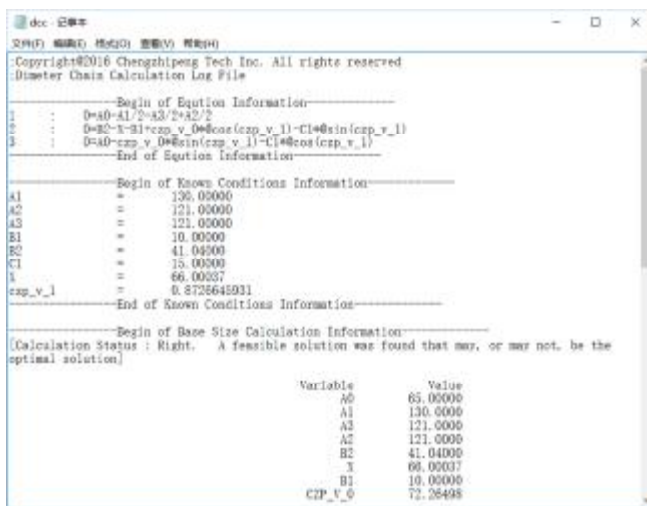 dcc - 记事本
文件(F) 编辑(E) 格式(O) 查看(V) 帮助(H)
:Copyright@2016 Chengzhipeng Tech Inc. All rights reserved
:Dimeter Chain Calculation Log File
--------------------Begin of Eqution Information----------------
1 : 0=A0-A1/2-A3/2+A2/2
2 : 0=B2-X-B1+czp_v_0*@cos(czp_v_1)-C1*@sin(czp_v_1)
3 : 0=A0-czp_v_0*@sin(czp_v_1)-C1*@cos(czp_v_1)
--------------------End of Eqution Information----------------
--------------------Begin of Known Conditions Information------------------
A1 = 130.00000
A2 = 121.00000
A3 = 121.00000
B1 = 10.00000
B2 = 41.04000
C1 = 15.00000
X = 66.00037
czp_v_1 = 0.8726645931
--------------------End of Known Conditions Information----------------
--------------------Begin of Base Size Calculation Information----------------
[Calculation Status : Right. A feasible solution was found that may, or may not, be the
optimal solution]
Variable Value
A0 65.00000
A1 130.0000
A3 121.0000
A2 121.0000
B2 41.04000
X 66.00037
B1 10.00000
CZP_V_0 72.26498